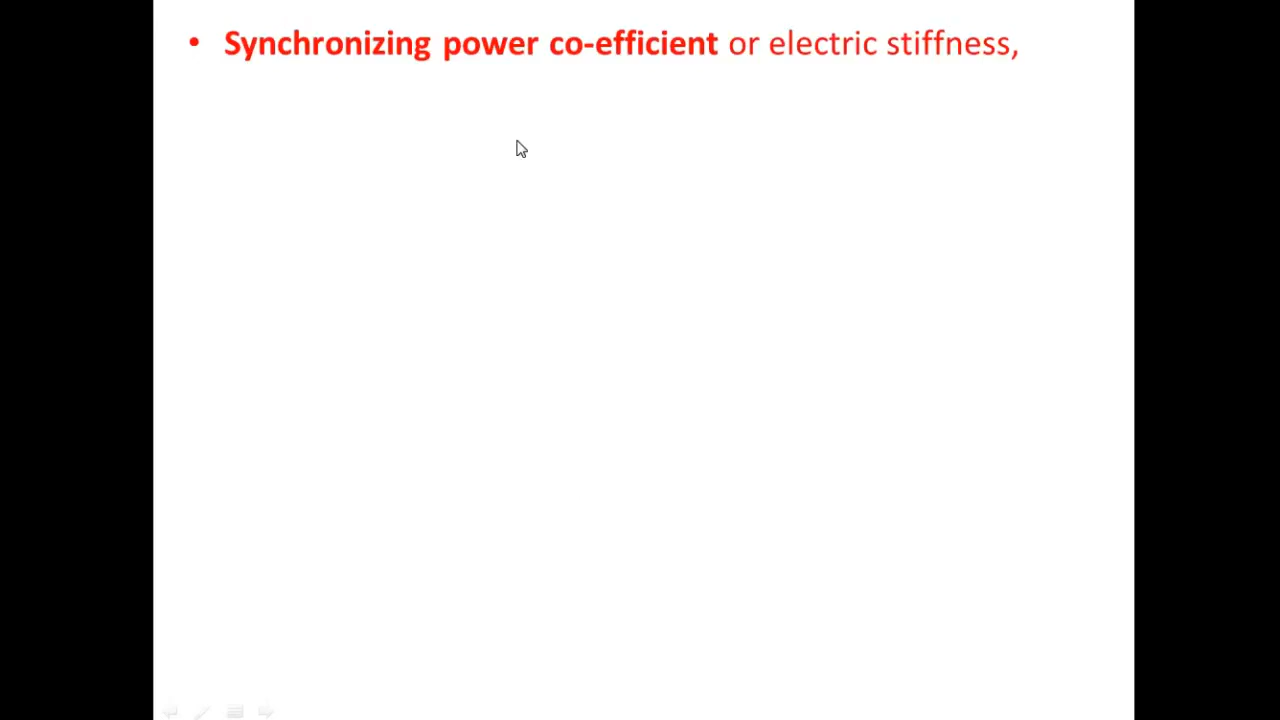 • Synchronizing power co-efficient or electric stiffness,